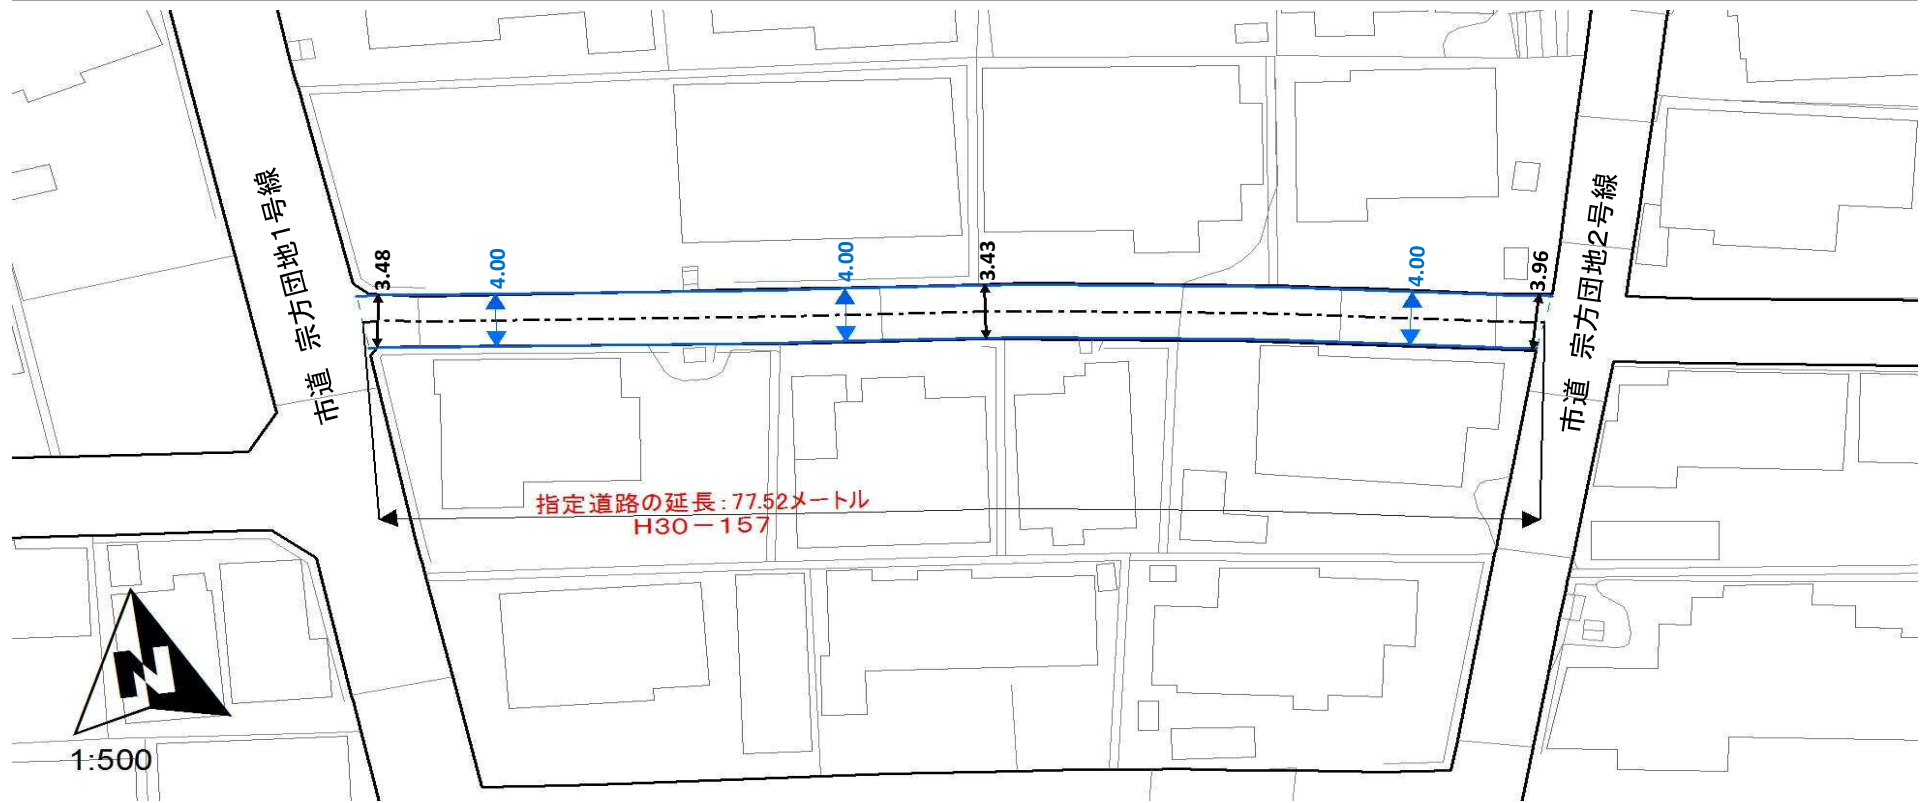 市道 宗方団地1号線
3.48
4.00
4.00
3.43
4.00
3.96
市道 宗方団地2号線
指定道路の延長：77.52メートル
H30－157
N
1:500